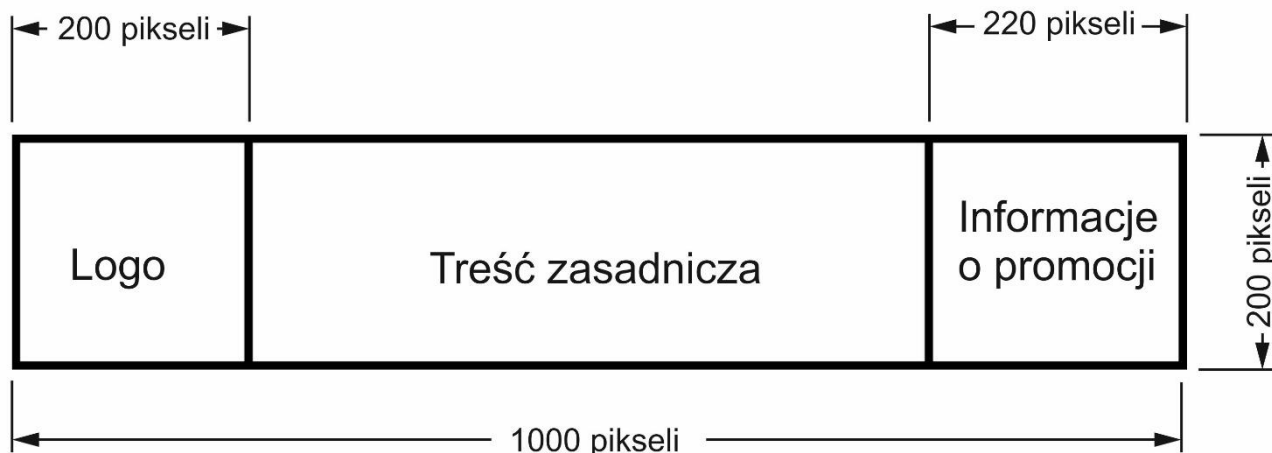 200 pikseli
220 pikseli
Logo
Treść zasadnicza
Informacje
o promocji
200 pikseli
1000 pikseli